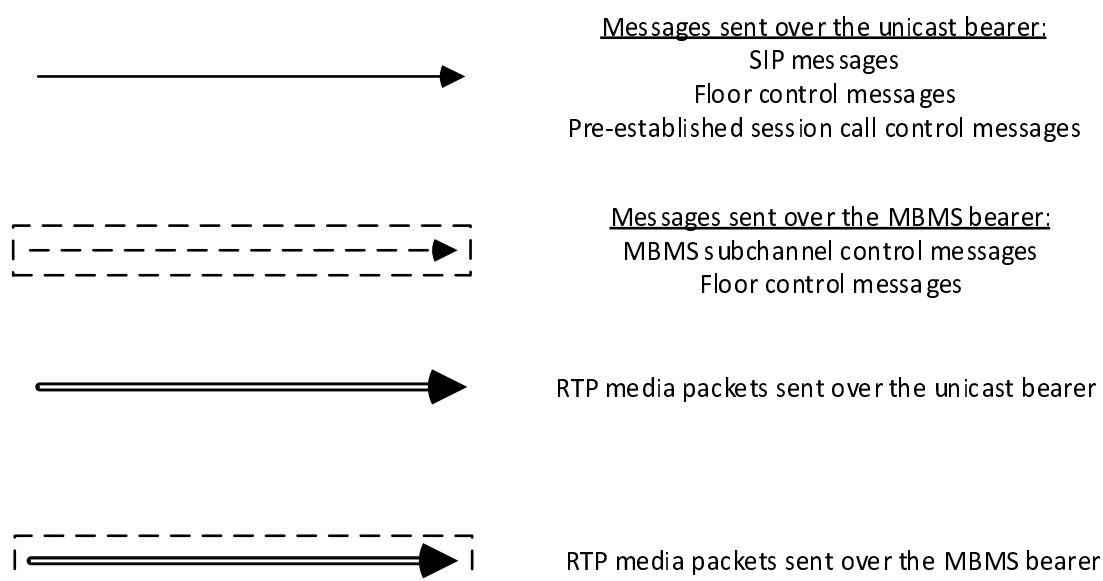 Messages sent over the unicast bearer:
SIP messages
Floor control messages
Pre-established session call control messages
Messages sent over the MBMS bearer:
MBMS subchannel control messages
Floor control messages
RTP media packets sent over the unicast bearer
RTP media packets sent over the MBMS bearer